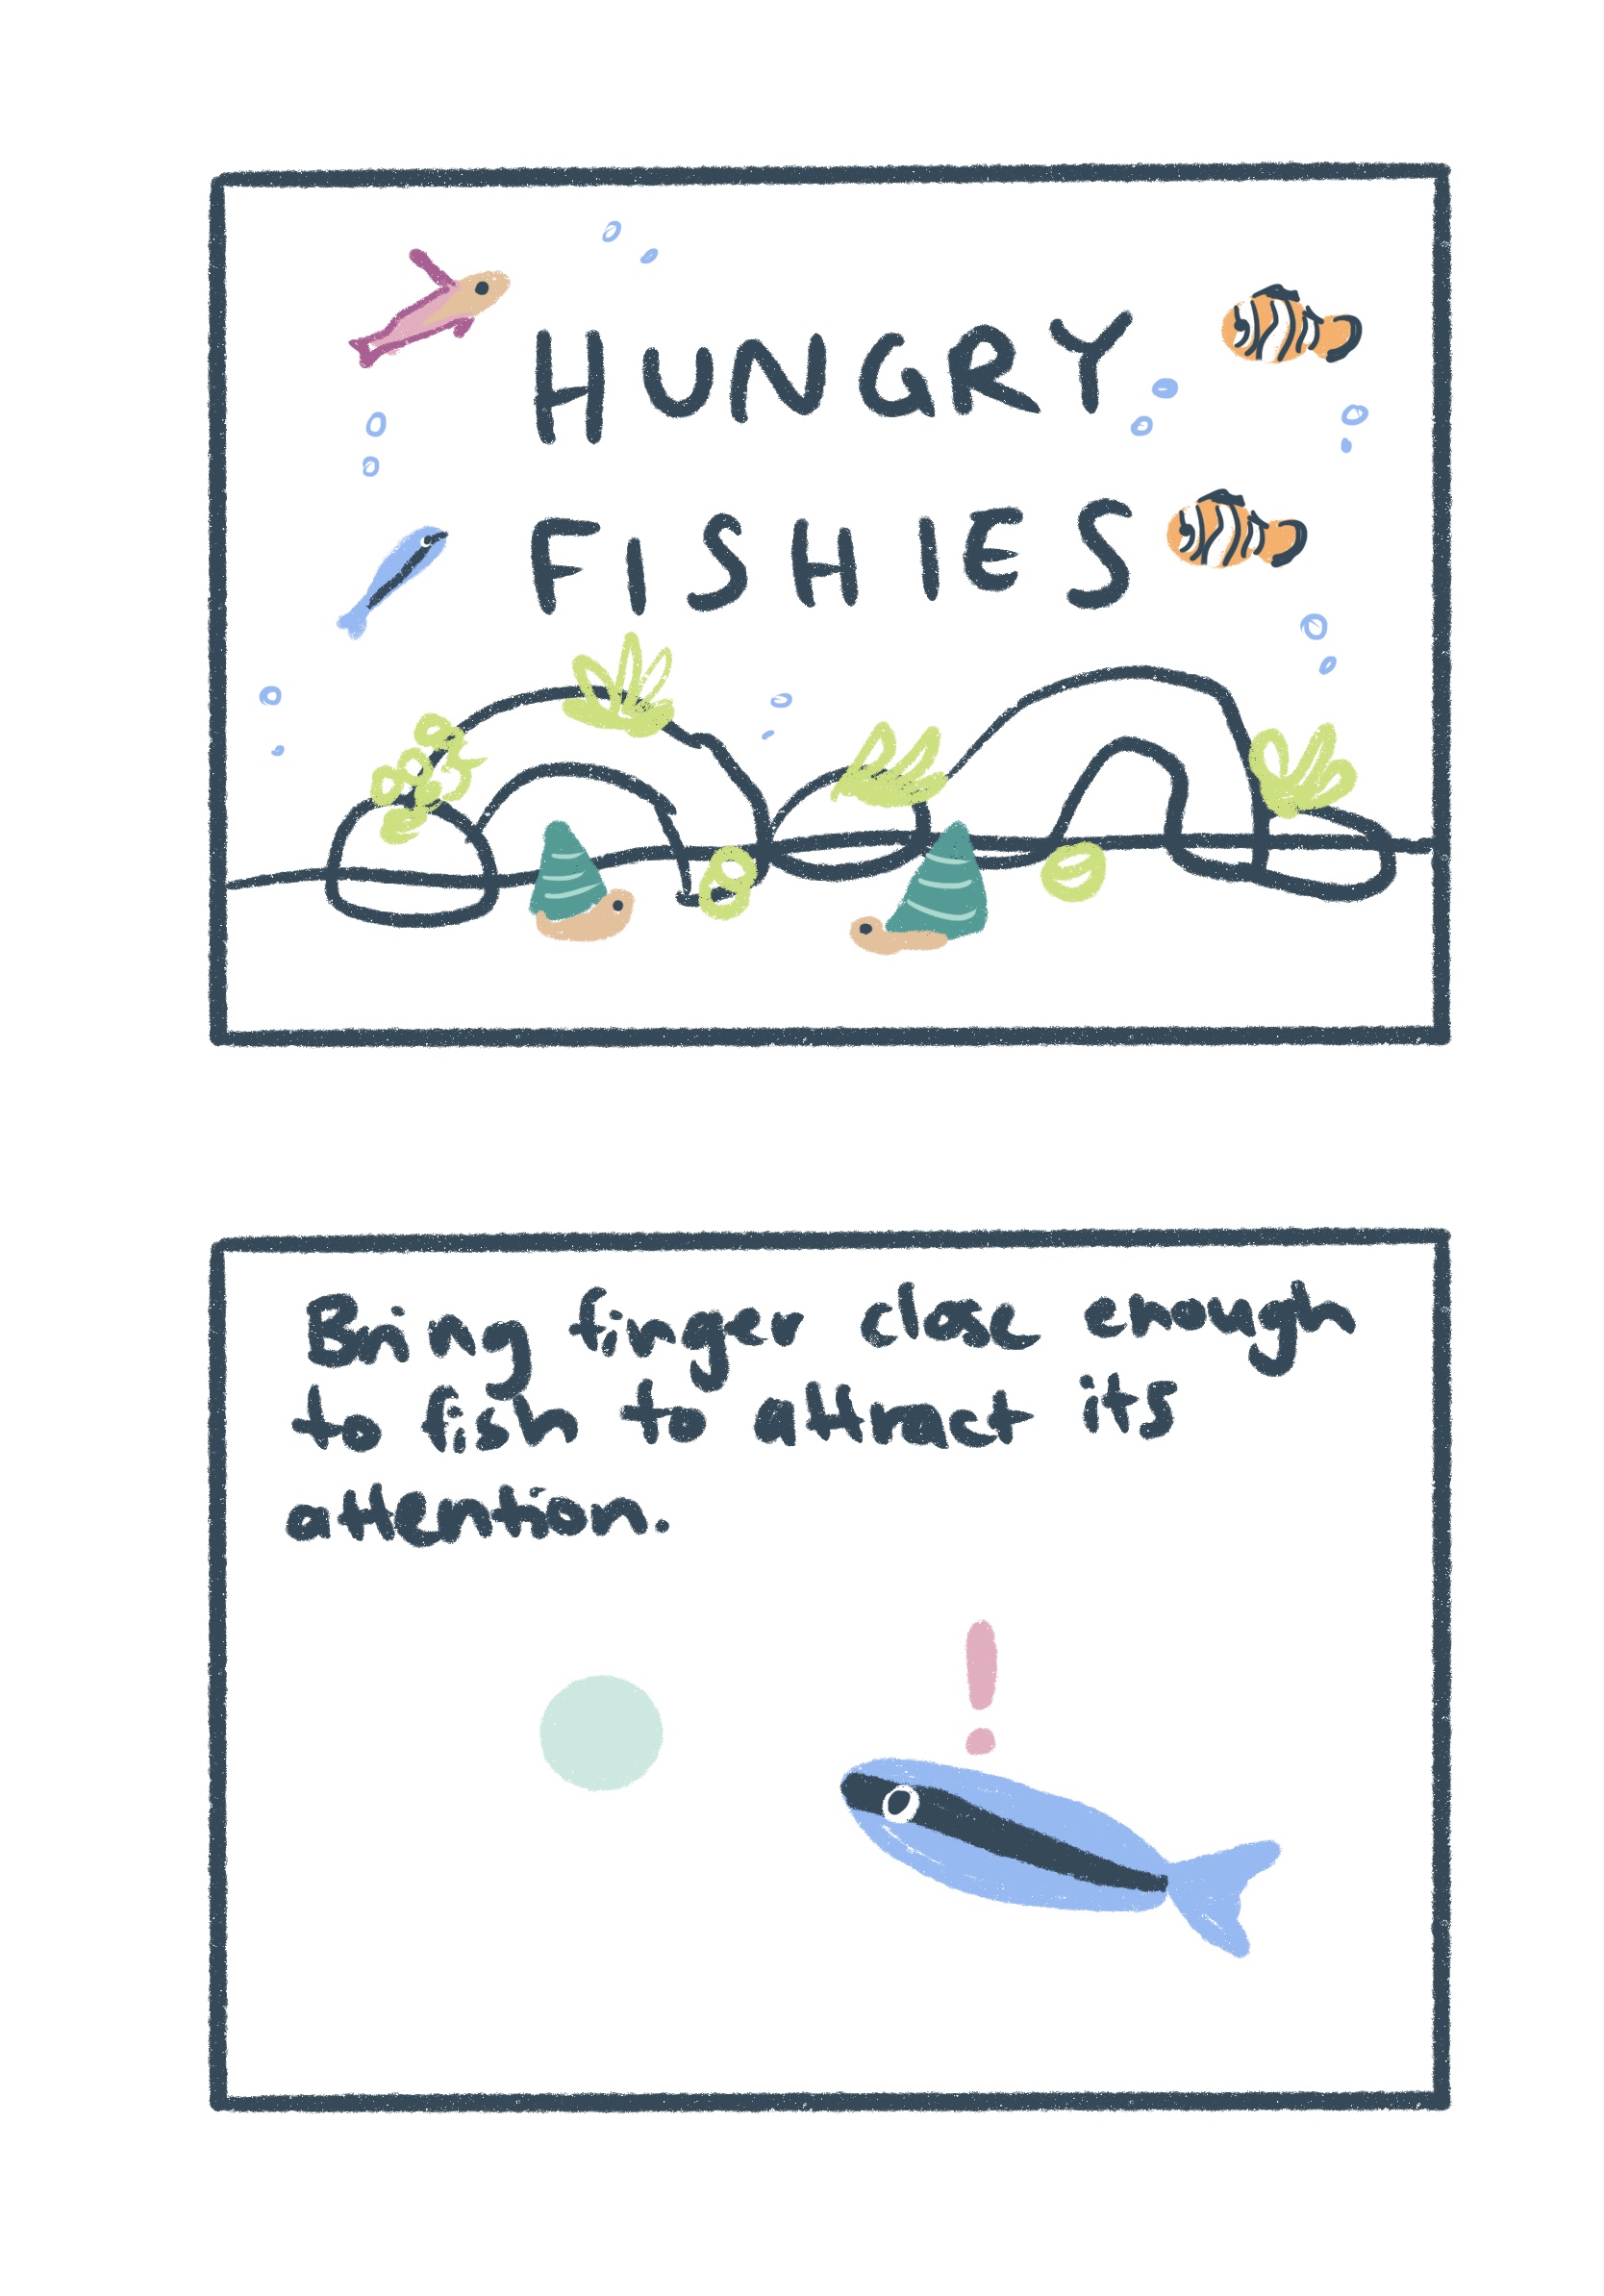 HUNGRY
FISHIES
Bring finger close enough
to fish to attract its
attention.
!